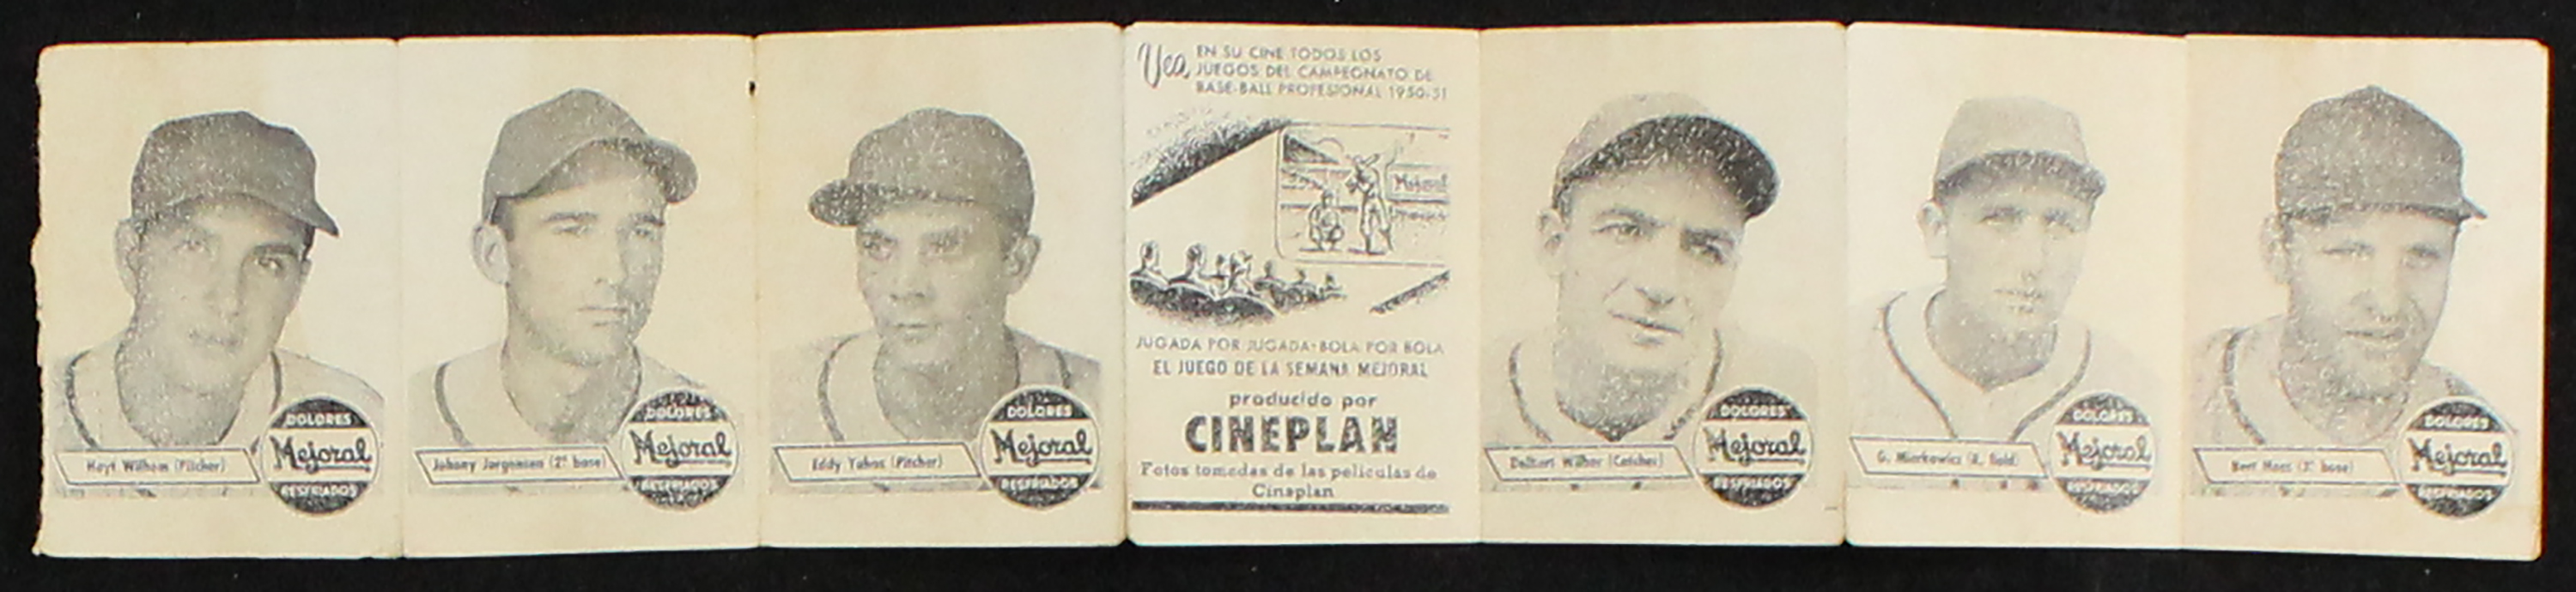 Hoyt Wilhem (Pitcher)
DOLORES
Mejoral
RESFRIADOS
Johnny Jorgensen (2ª base)
DOLORES
Mejoral
RESFRIADOS
Eddy Yuhas (Pitcher)
DOLORES
Mejoral
RESFRIADOS
Vea EN SU CINE TODOS LOS
JUEGOS DEL CAMPEONATO DE
BASE-BALL PROFESIONAL 1950-51
Mejoral
JUGADA POR JUGADA·BOLA POR BOLA
EL JUEGO DE LA SEMANA MEJORAL
producido por
CINEPLAN
Fotos tomadas de las peliculas de
Cineplan
Delbert Wilber (Catcher)
DOLORES
Mejoral
RESFRIADOS
G. Mierkowicz (R. field)
DOLORES
Mejoral
RESFRIADOS
Bert Haas (3ª base)
DOLORES
Mejoral
RESFRIADOS